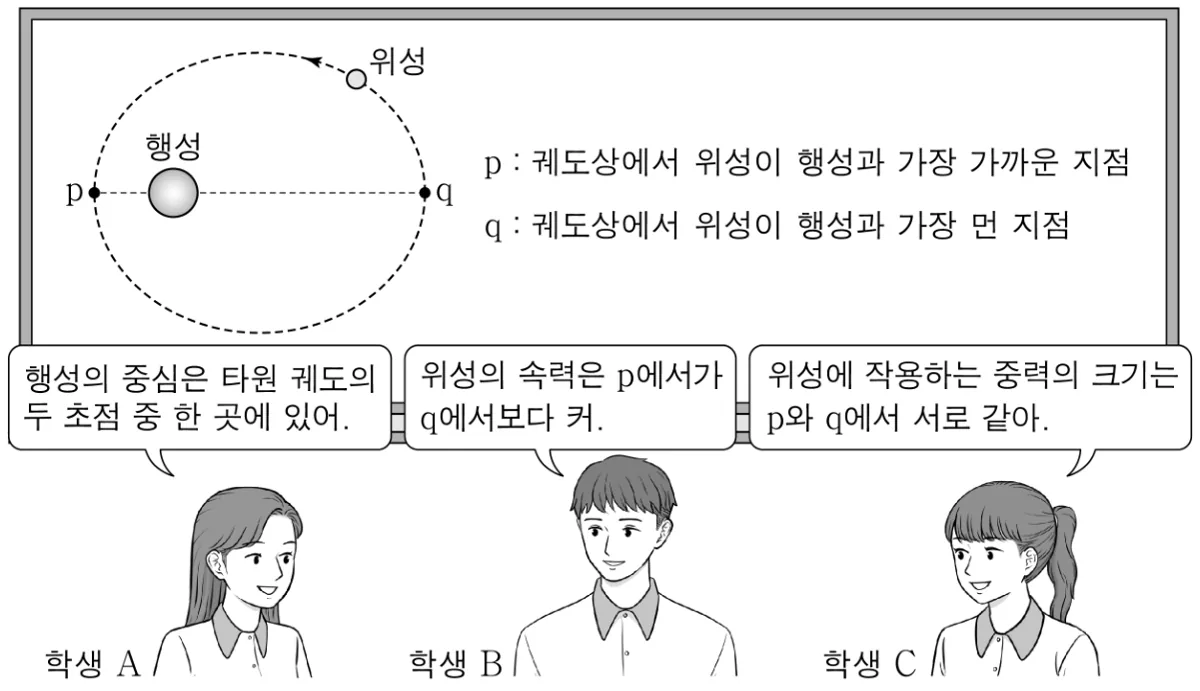 위성
행성
p
q
p : 궤도상에서 위성이 행성과 가장 가까운 지점
q : 궤도상에서 위성이 행성과 가장 먼 지점
행성의 중심은 타원 궤도의
두 초점 중 한 곳에 있어.
위성의 속력은 p에서가
q에서보다 커.
위성에 작용하는 중력의 크기는
p와 q에서 서로 같아.
학생 A
학생 B
학생 C